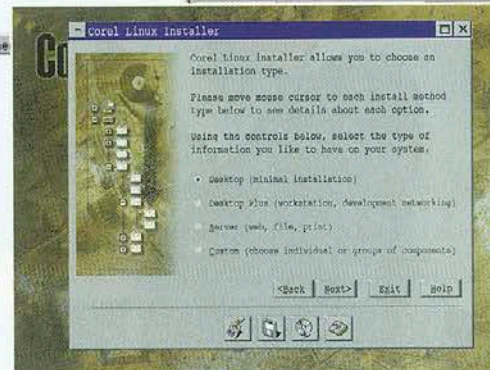 Corel Linux Installer
Corel Linux installer allows you to choose an
installation type.
Please move mouse cursor to each install method
type below to see details about each option.
Using the controls below, select the type of
information you like to have on your system.
Desktop (minimal installation)
Desktop Plus (workstation, development networking)
Server (web, file, print)
Custom (choose individual or groups of components)
<Back
Next>
Exit
Help